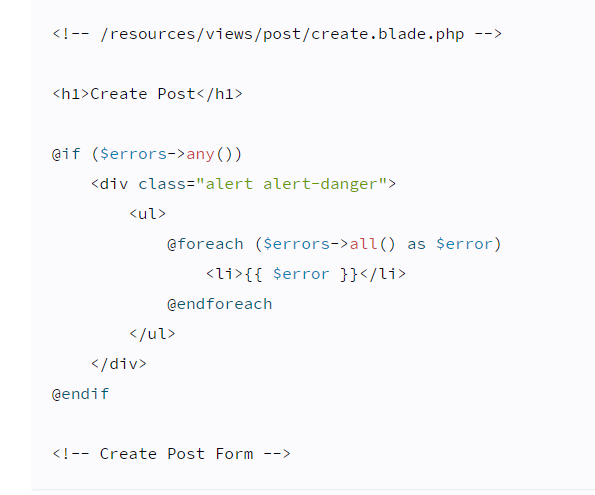 <!-- /resources/views/post/create.blade.php -->
<h1>Create Post</h1>
@if ($errors->any())
<div class="alert alert-danger">
<ul>
@foreach ($errors->all() as $error)
<li>{{ $error }}</li>
@endforeach
</ul>
</div>
@endif
<!-- Create Post Form -->